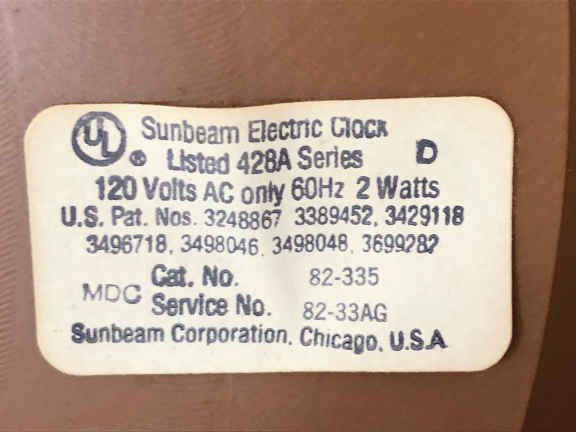 UL ® Sunbeam Electric Clock
Listed 428A Series D
120 Volts AC only 60Hz 2 Watts
U.S. Pat. Nos. 3248867 3389452, 3429118
3496718, 3498046, 3498048, 3699282
Cat. No. 82-335
MDC
Service No. 82-33AG
Sunbeam Corporation, Chicago, U.S.A